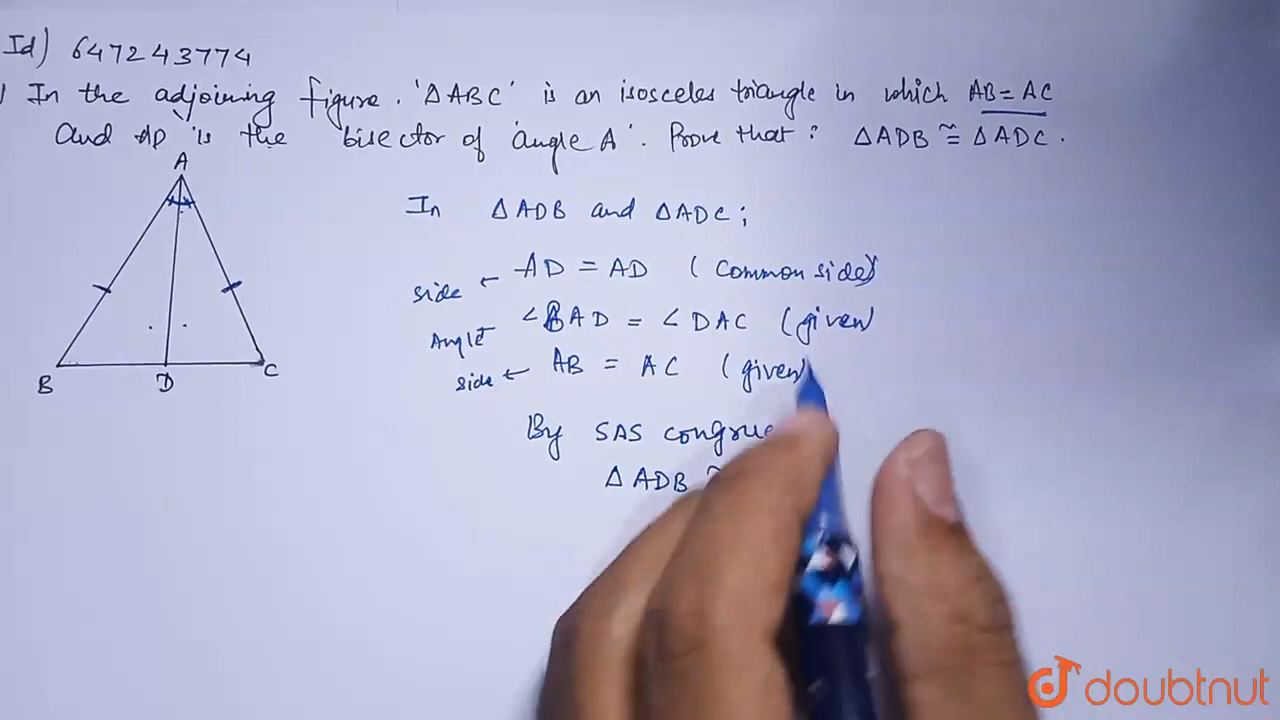 Id) 647243774
) In the adjoining figure. 'ΔABC' is an isosceles triangle in which AB = AC
And AD is the bisector of 'angle A'. Prove that: ΔADB ≅ ΔADC.
A
B
D
C
In ΔADB and ΔADC;
side ← AD = AD (Common side)
Angle ∠BAD = ∠DAC (given
side ← AB = AC (given)
By SAS congrue
Δ ADB ≅
doubtnut